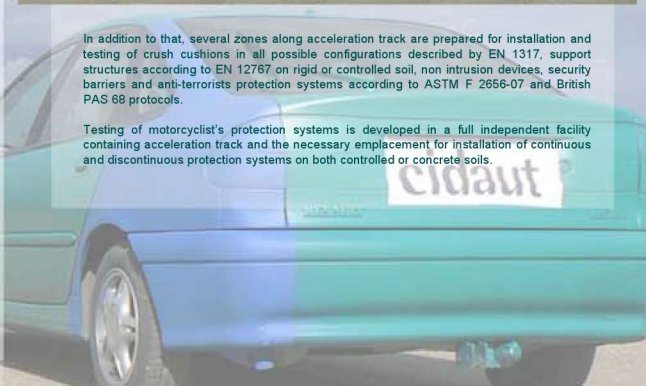 In addition to that, several zones along acceleration track are prepared for installation and
testing of crush cushions in all possible configurations described by EN 1317, support
structures according to EN 12767 on rigid or controlled soil, non intrusion devices, security
barriers and anti-terrorists protection systems according to ASTM F 2656-07 and British
PAS 68 protocols.
Testing of motorcyclist's protection systems is developed in a full independent facility
containing acceleration track and the necessary emplacement for installation of continuous
and discontinuous protection systems on both controlled or concrete soils.
cidaut